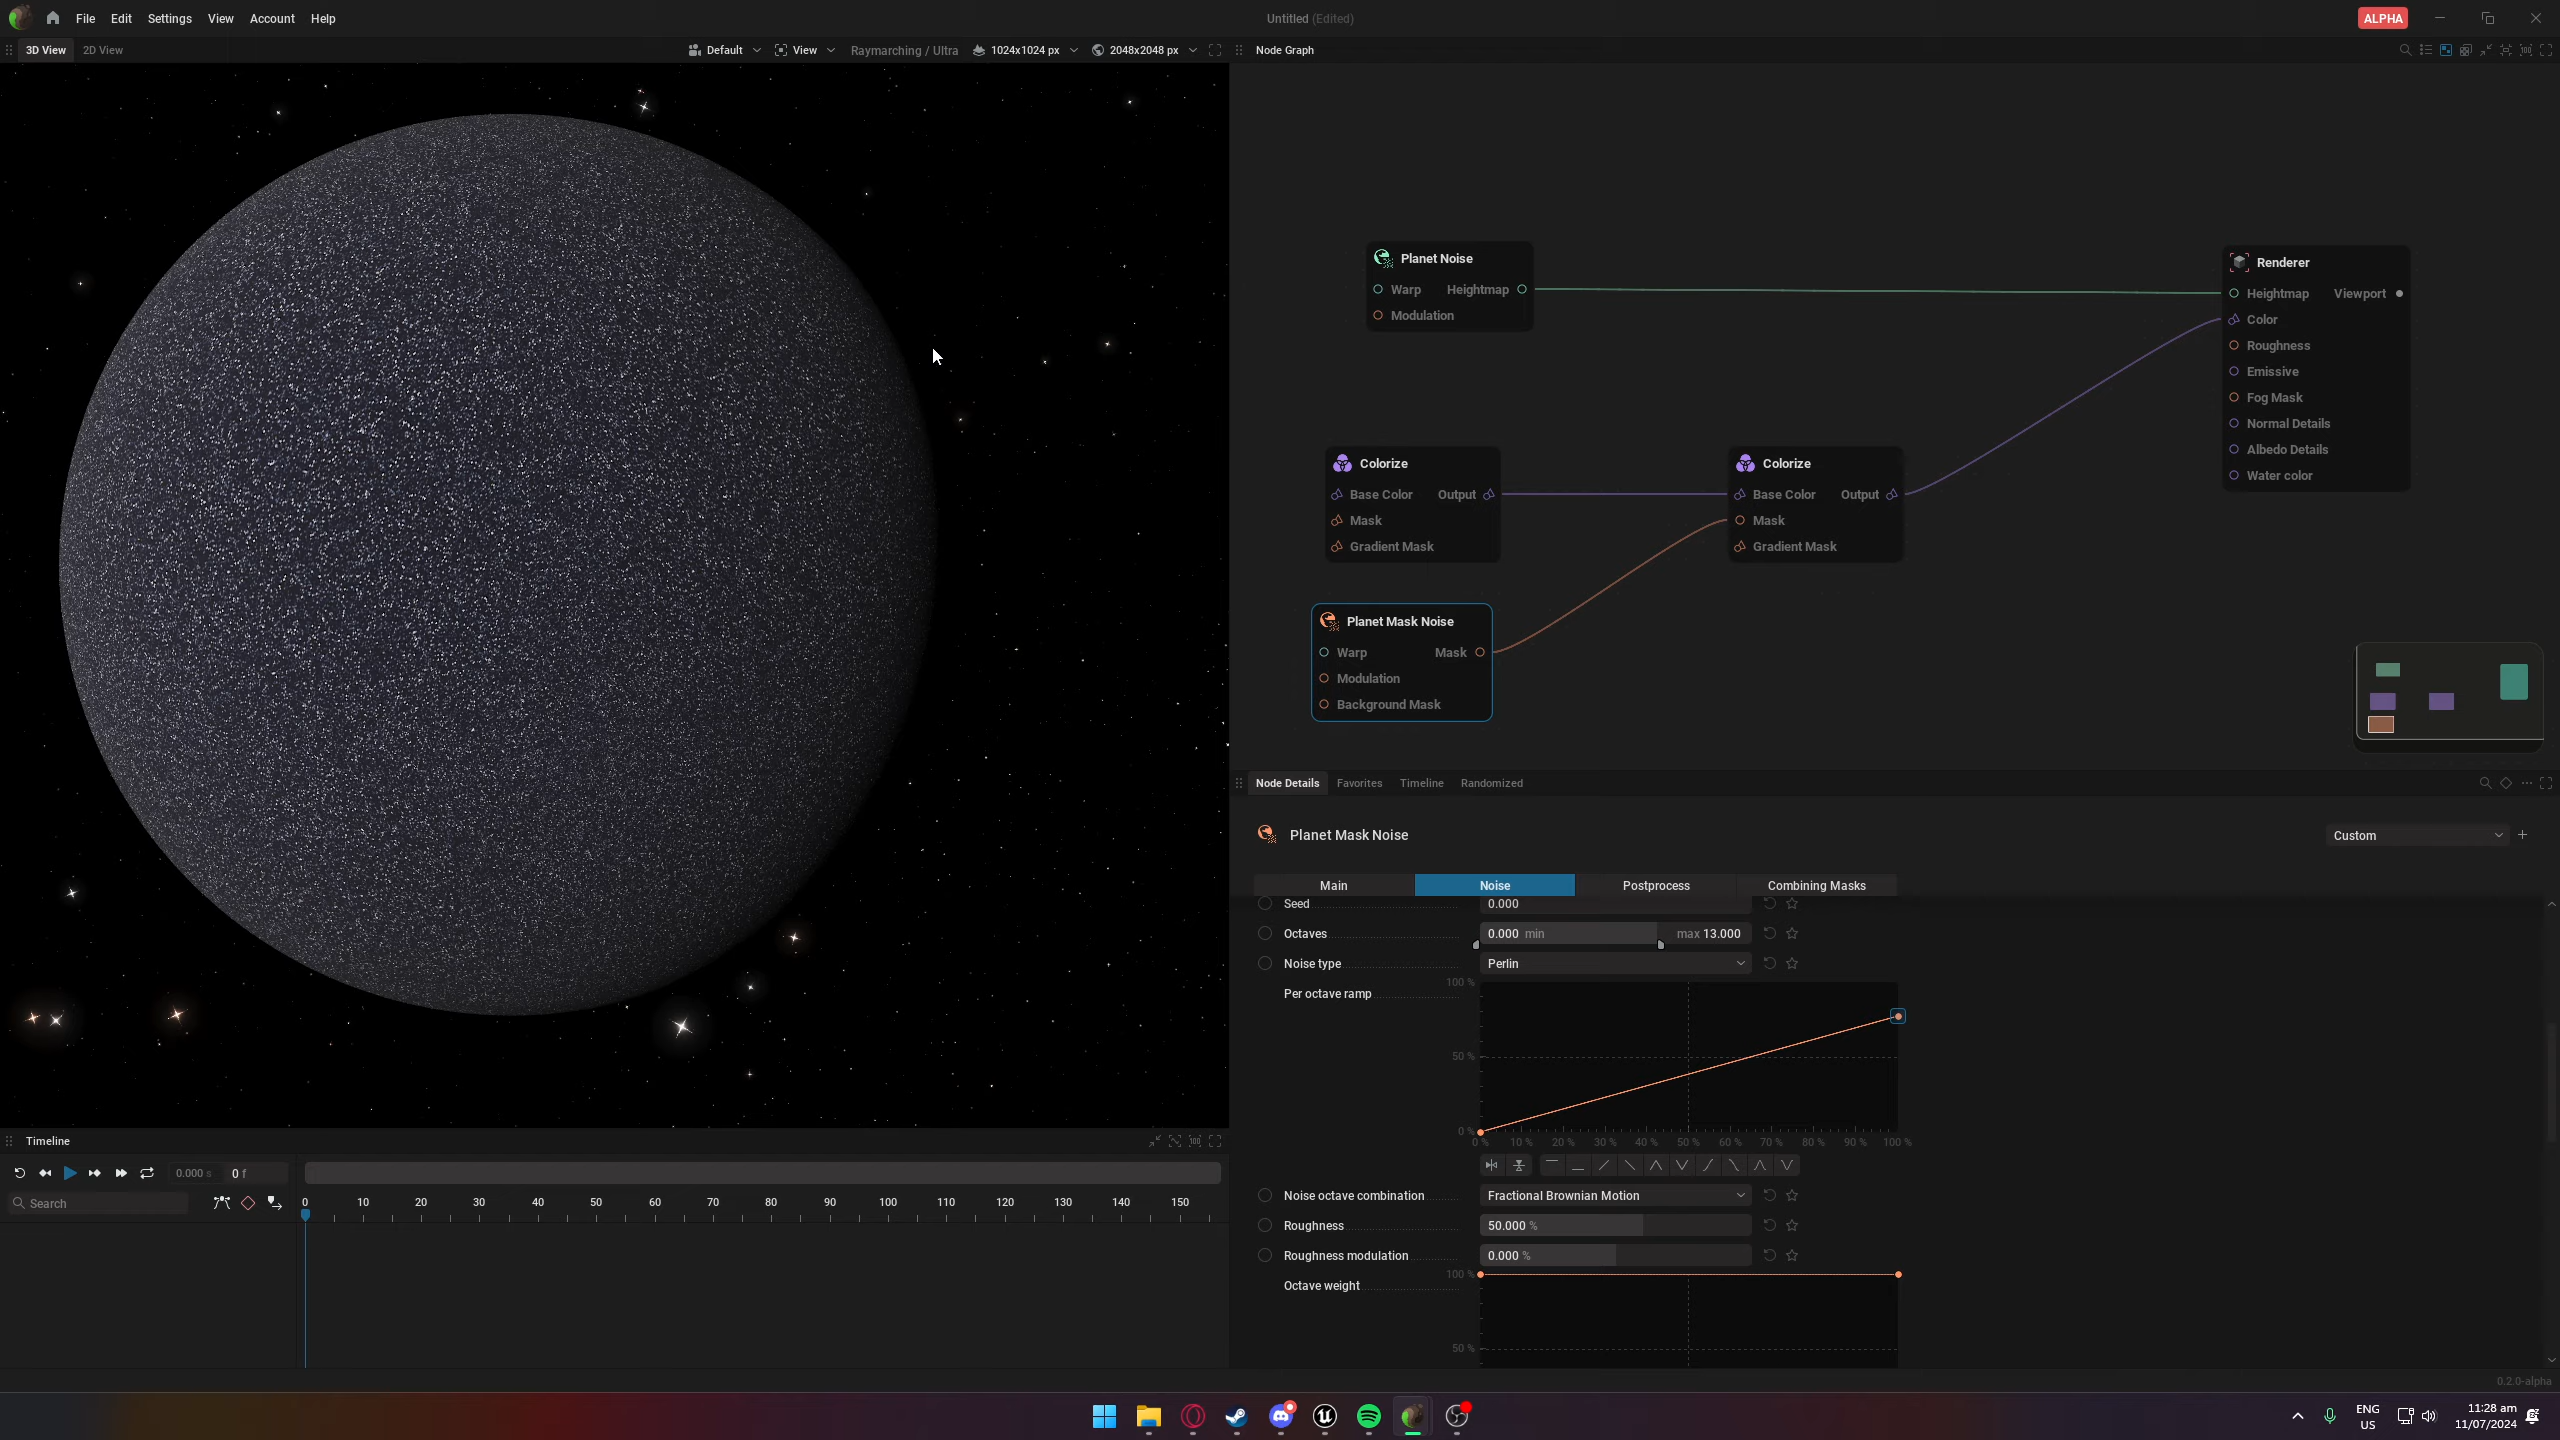 File Edit Settings View Account Help
Untitled (Edited)
ALPHA
3D View 2D View
Default View Raymarching / Ultra 1024x1024 px 2048x2048 px
Node Graph
Planet Noise
Warp Heightmap
Modulation
Renderer
Heightmap Viewport
Color
Roughness
Emissive
Fog Mask
Normal Details
Albedo Details
Water color
Colorize
Base Color Output
Mask
Gradient Mask
Colorize
Base Color Output
Mask
Gradient Mask
Planet Mask Noise
Warp Mask
Modulation
Background Mask
Node Details Favorites Timeline Randomized
Planet Mask Noise
Custom
Main Noise Postprocess Combining Masks
Seed 0.000
Octaves 0.000 min max 13.000
Noise type Perlin
Per octave ramp
100 %
50 %
0 %
0 % 10 % 20 % 30 % 40 % 50 % 60 % 70 % 80 % 90 % 100 %
Noise octave combination Fractional Brownian Motion
Roughness 50.000 %
Roughness modulation 0.000 %
Octave weight
100 %
50 %
Timeline
0.000 s 0 f
Search
0 10 20 30 40 50 60 70 80 90 100 110 120 130 140 150
0.2.0-alpha
ENG
US
11:28 am
11/07/2024